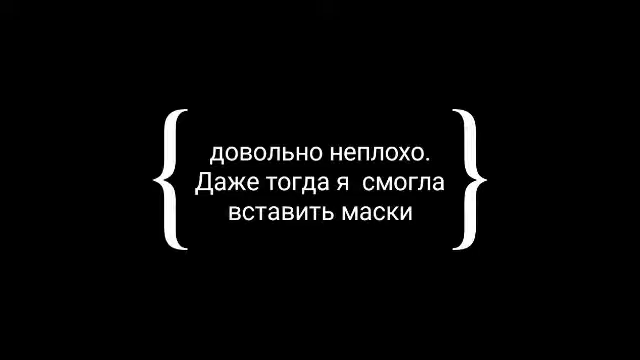 довольно неплохо.
Даже тогда я  смогла
вставить маски